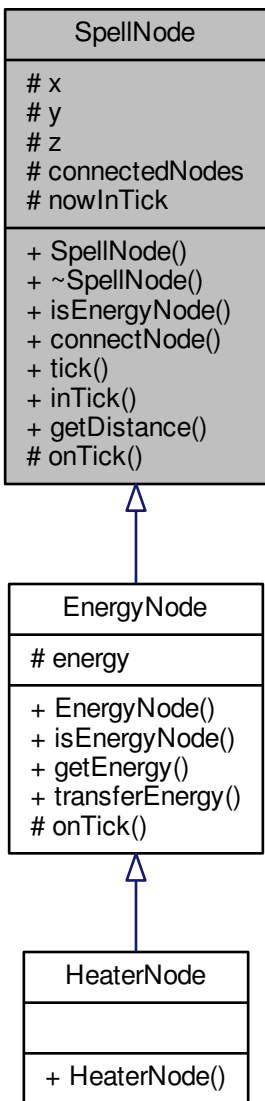 SpellNode
# x
# y
# z
# connectedNodes
# nowInTick
+ SpellNode()
+ ~SpellNode()
+ isEnergyNode()
+ connectNode()
+ tick()
+ inTick()
+ getDistance()
# onTick()
EnergyNode
# energy
+ EnergyNode()
+ isEnergyNode()
+ getEnergy()
+ transferEnergy()
# onTick()
HeaterNode
+ HeaterNode()